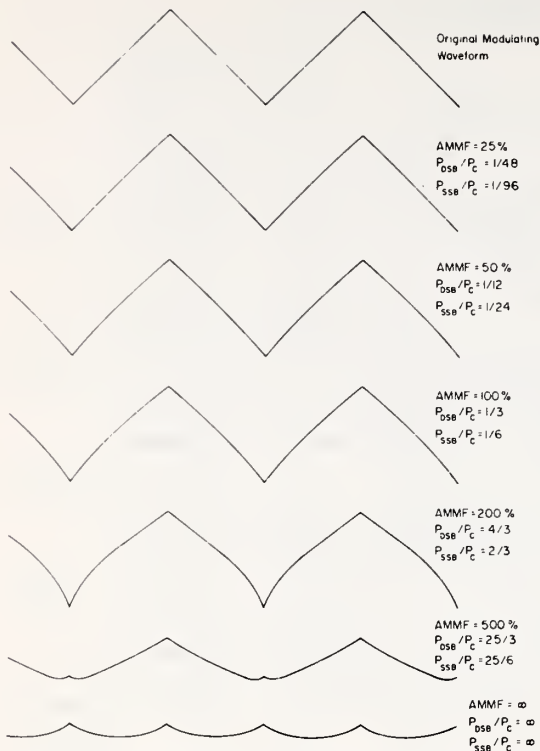 Original Modulating
Waveform
AMMF = 25%
P_DSB / P_C = 1/48
P_SSB / P_C = 1/96
AMMF = 50%
P_DSB / P_C = 1/12
P_SSB / P_C = 1/24
AMMF = 100%
P_DSB / P_C = 1/3
P_SSB / P_C = 1/6
AMMF = 200%
P_DSB / P_C = 4/3
P_SSB / P_C = 2/3
AMMF = 500%
P_DSB / P_C = 25/3
P_SSB / P_C = 25/6
AMMF = ∞
P_DSB / P_C = ∞
P_SSB / P_C = ∞